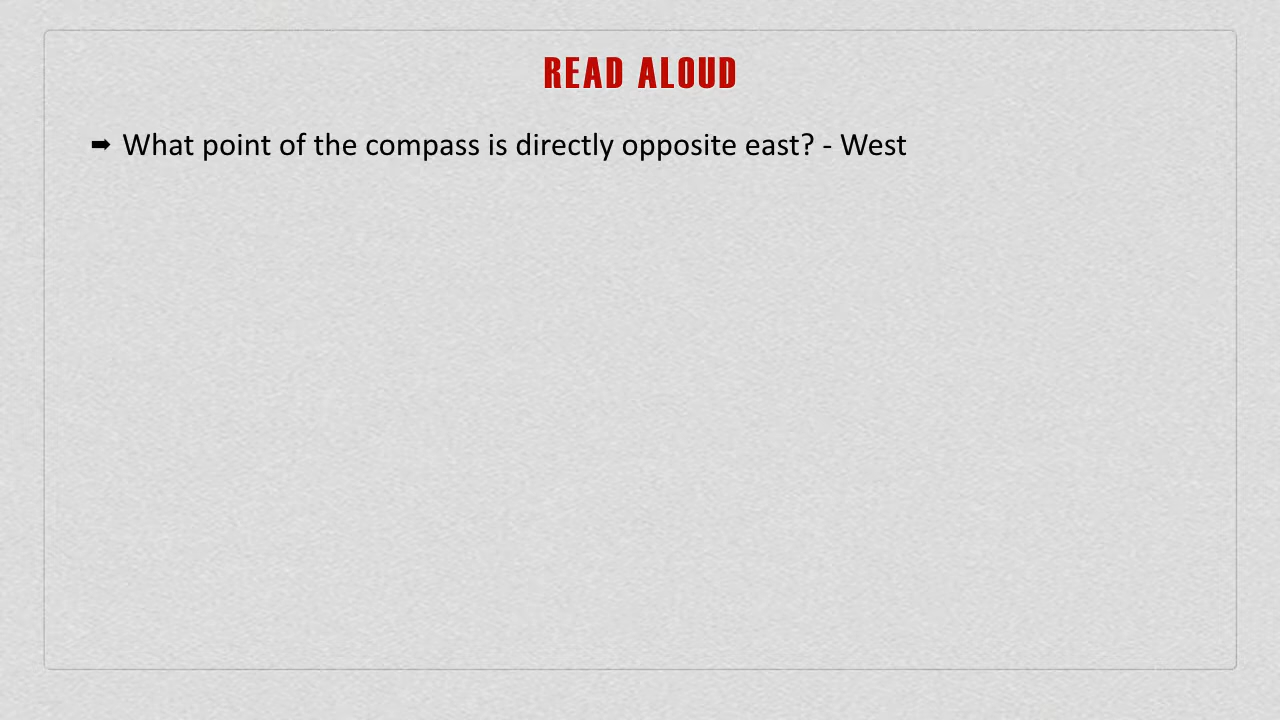 READ ALOUD
➡ What point of the compass is directly opposite east? - West